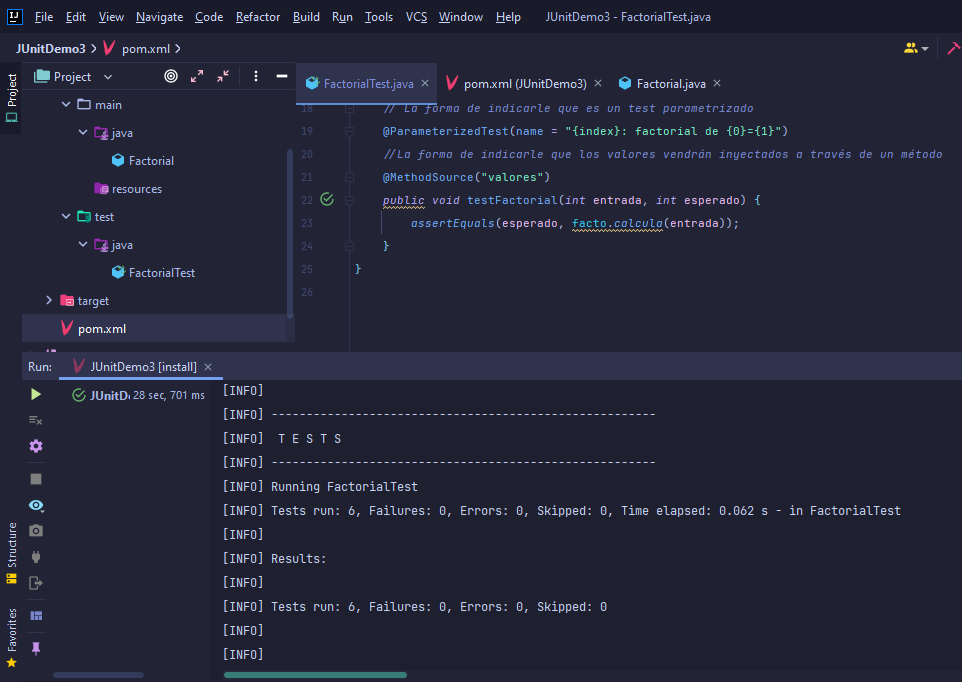 File Edit View Navigate Code Refactor Build Run Tools VCS Window Help JUnitDemo3 - FactorialTest.java
JUnitDemo3 pom.xml
Project
Project
FactorialTest.java pom.xml (JUnitDemo3) Factorial.java
main
java
Factorial
resources
test
java
FactorialTest
target
pom.xml
18 // La forma de indicarle que es un test parametrizado
19 @ParameterizedTest(name = "{index}: factorial de {0}={1}")
20 //La forma de indicarle que los valores vendrán inyectados a través de un método
21 @MethodSource("valores")
22 public void testFactorial(int entrada, int esperado) {
23 assertEquals(esperado, facto.calcula(entrada));
24 }
25 }
26
Run: JUnitDemo3 [install]
JUnitD 28 sec, 701 ms
[INFO]
[INFO] -------------------------------------------------------
[INFO]  T E S T S
[INFO] -------------------------------------------------------
[INFO] Running FactorialTest
[INFO] Tests run: 6, Failures: 0, Errors: 0, Skipped: 0, Time elapsed: 0.062 s - in FactorialTest
[INFO]
[INFO] Results:
[INFO]
[INFO] Tests run: 6, Failures: 0, Errors: 0, Skipped: 0
[INFO]
[INFO]
Structure
Favorites